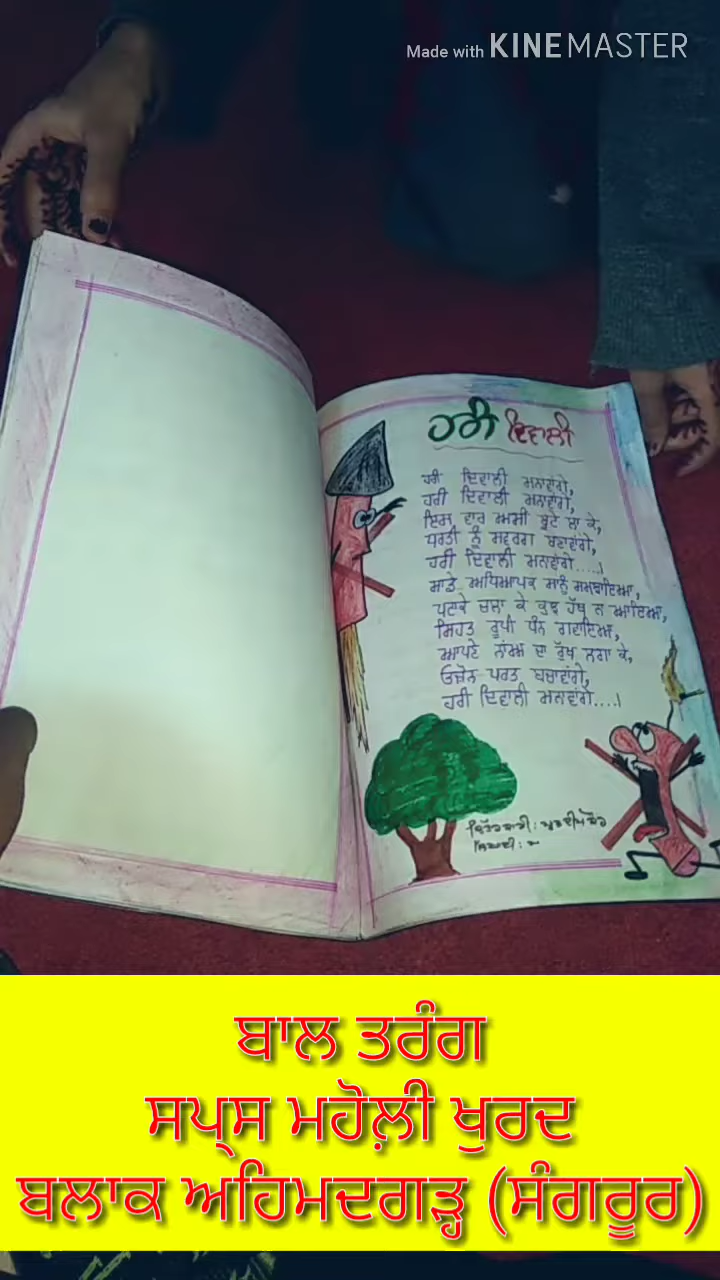 Made with KINEMASTER
ਹਰੀ ਦਿਵਾਲੀ
ਹਰੀ ਦਿਵਾਲੀ ਮਨਾਵਾਂਗੇ,
ਹਰੀ ਦਿਵਾਲੀ ਮਨਾਵਾਂਗੇ,
ਇਸ ਵਾਰ ਅਸੀਂ ਬੂਟੇ ਲਾ ਕੇ,
ਧਰਤੀ ਨੂੰ ਸਵਰਗ ਬਣਾਵਾਂਗੇ,
ਹਰੀ ਦਿਵਾਲੀ ਮਨਾਵਾਂਗੇ.....।
ਸਾਡੇ ਅਧਿਆਪਕ ਸਾਨੂੰ ਸਮਝਾਇਆ,
ਪਟਾਕੇ ਚਲਾ ਕੇ ਕੁਝ ਹੱਥ ਨ ਆਇਆ,
ਸਿਹਤ ਰੂਪੀ ਧੰਨ ਗਵਾਇਆ,
ਆਪਣੇ ਨਾਂਅ ਦਾ ਰੁੱਖ ਲਗਾ ਕੇ,
ਓਜ਼ੋਨ ਪਰਤ ਬਚਾਵਾਂਗੇ,
ਹਰੀ ਦਿਵਾਲੀ ਮਨਾਵਾਂਗੇ....।
ਬਾਲ ਤਰੰਗ
ਸਪ੍ਸ ਮਹੋਲ਼ੀ ਖੁਰਦ
ਬਲਾਕ ਅਹਿਮਦਗੜ੍ਹ (ਸੰਗਰੂਰ)